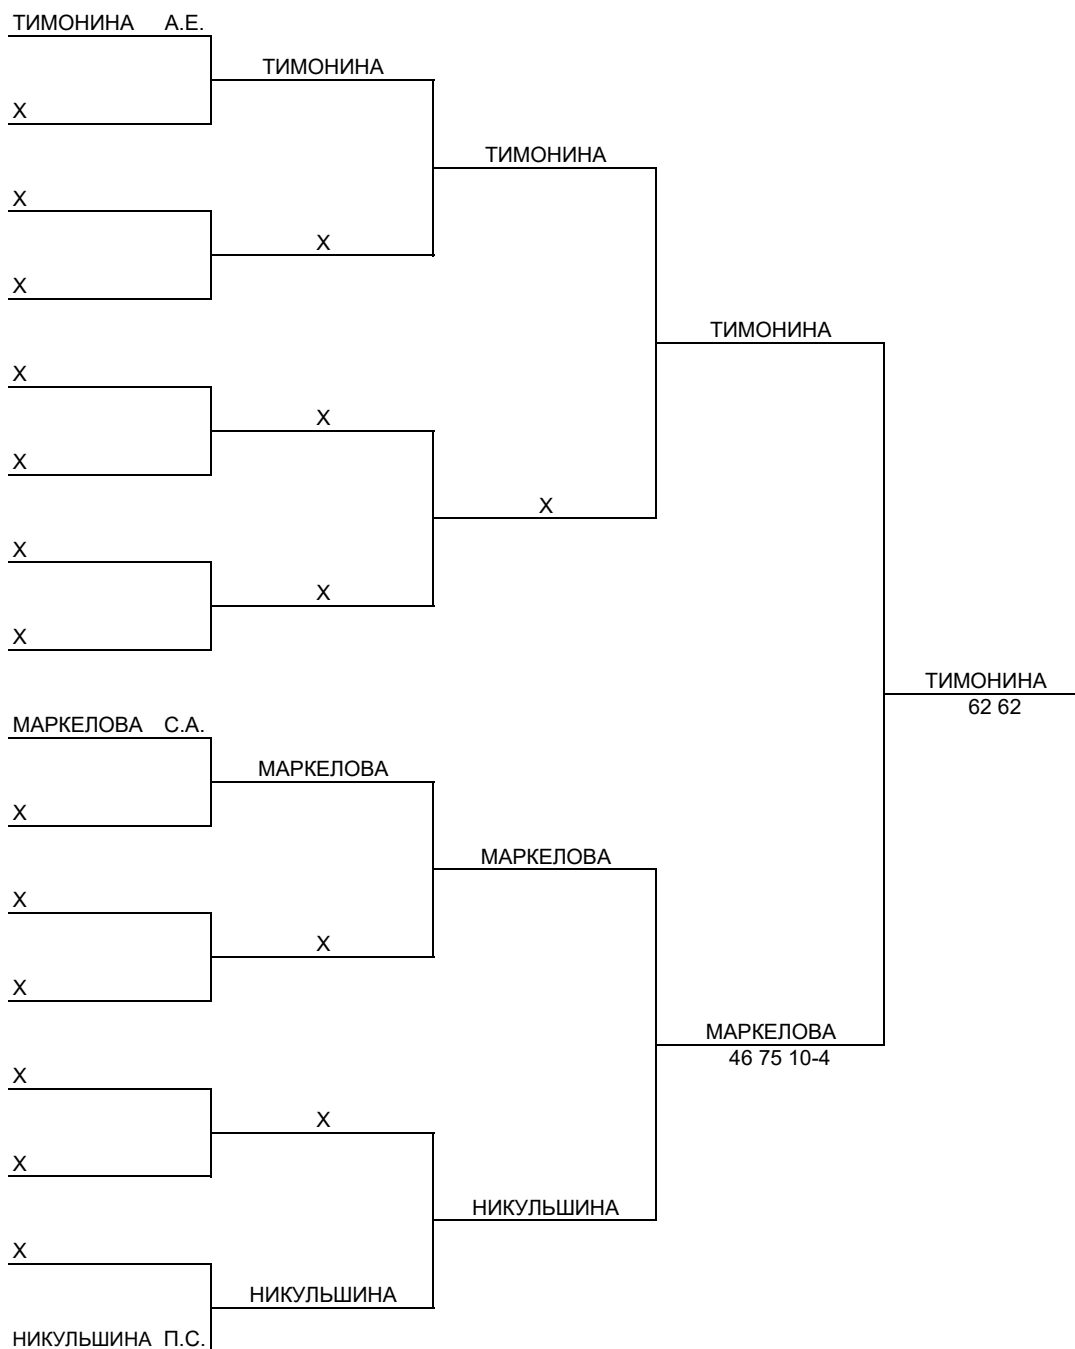 ТИМОНИНА А.Е.
ТИМОНИНА
X
ТИМОНИНА
X
X
X
ТИМОНИНА
X
X
X
X
X
X
X
ТИМОНИНА
62 62
МАРКЕЛОВА С.А.
МАРКЕЛОВА
X
МАРКЕЛОВА
X
X
X
МАРКЕЛОВА
46 75 10-4
X
X
X
НИКУЛЬШИНА
X
НИКУЛЬШИНА
НИКУЛЬШИНА П.С.